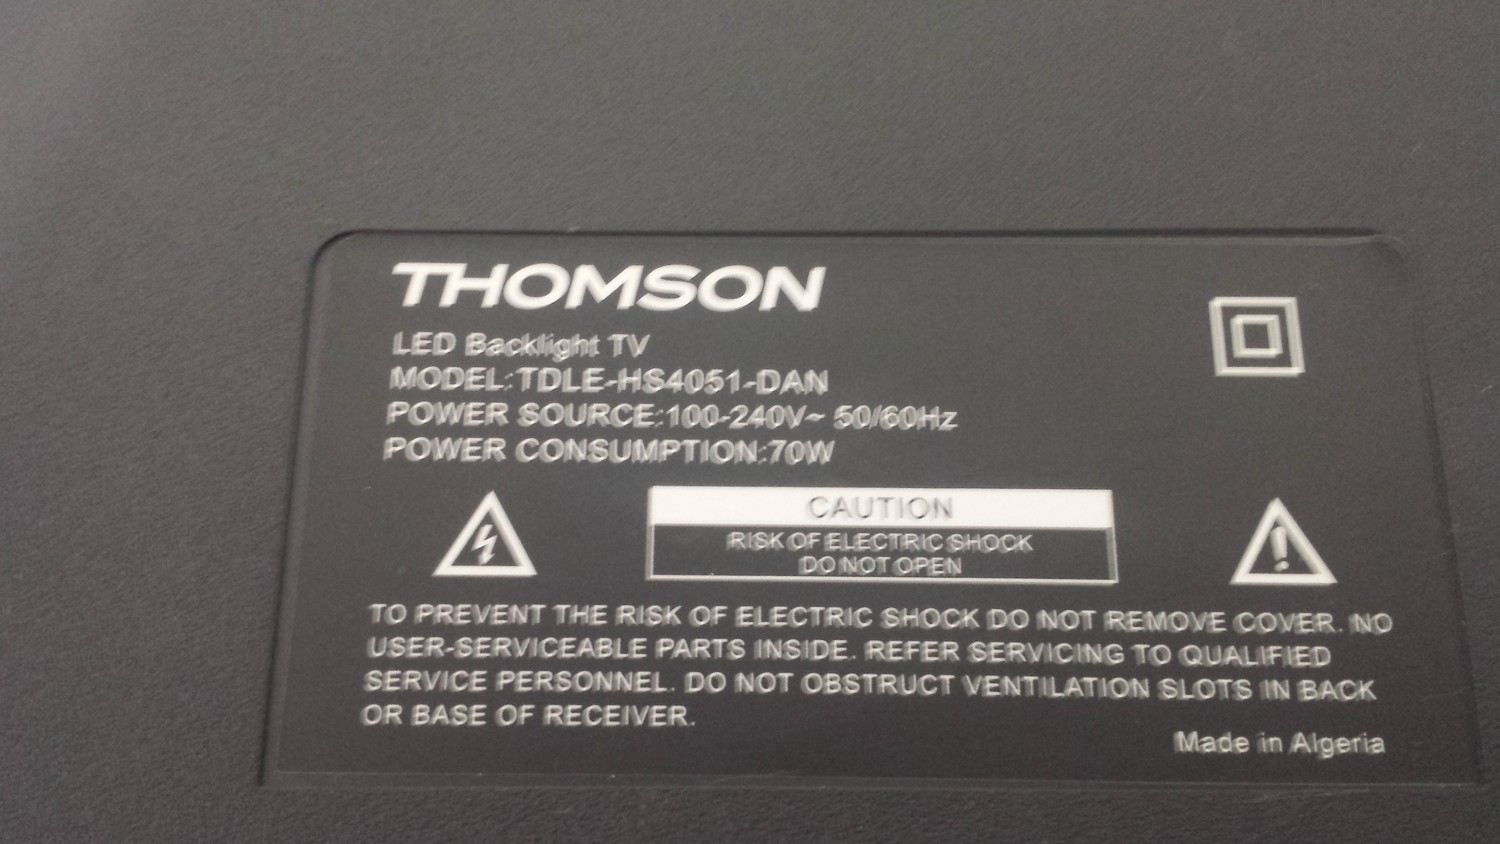 THOMSON
LED Backlight TV
MODEL:TDLE-HS4051-DAN
POWER SOURCE:100-240V~ 50/60Hz
POWER CONSUMPTION:70W
CAUTION
RISK OF ELECTRIC SHOCK
DO NOT OPEN
TO PREVENT THE RISK OF ELECTRIC SHOCK DO NOT REMOVE COVER. NO
USER-SERVICEABLE PARTS INSIDE. REFER SERVICING TO QUALIFIED
SERVICE PERSONNEL. DO NOT OBSTRUCT VENTILATION SLOTS IN BACK
OR BASE OF RECEIVER.
Made in Algeria